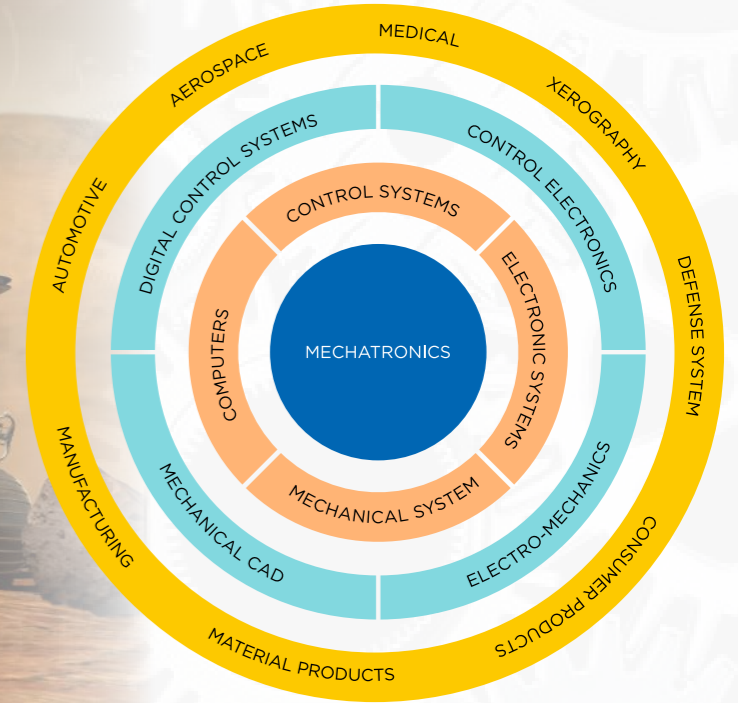 MEDICAL
XEROGRAPHY
DEFENSE SYSTEM
CONSUMER PRODUCTS
MATERIAL PRODUCTS
MANUFACTURING
AUTOMOTIVE
AEROSPACE
DIGITAL CONTROL SYSTEMS
CONTROL ELECTRONICS
ELECTRO-MECHANICS
MECHANICAL CAD
CONTROL SYSTEMS
ELECTRONIC SYSTEMS
MECHANICAL SYSTEM
COMPUTERS
MECHATRONICS